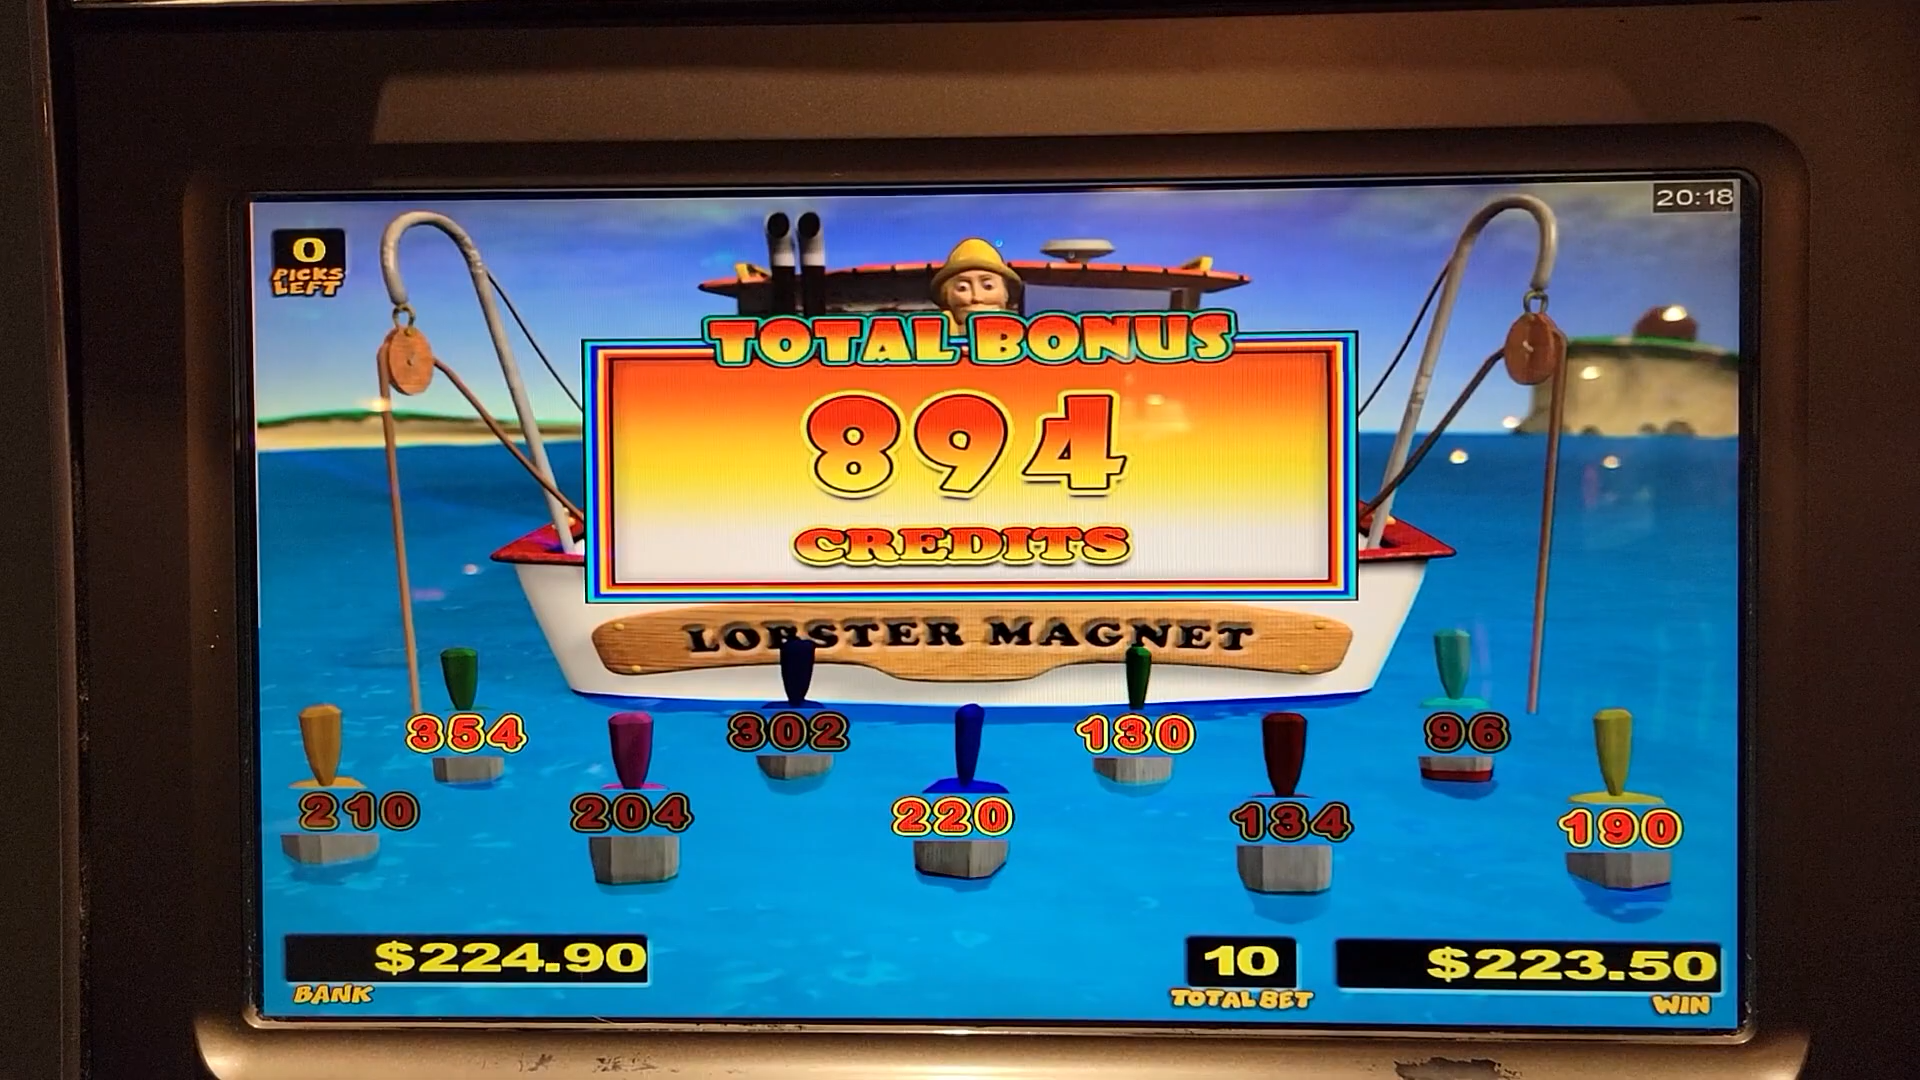 20:18
0
PICKS
LEFT
TOTAL BONUS
894
CREDITS
LOBSTER MAGNET
354
302
130
96
210
204
220
134
190
$224.90
BANK
10
TOTAL BET
$223.50
WIN